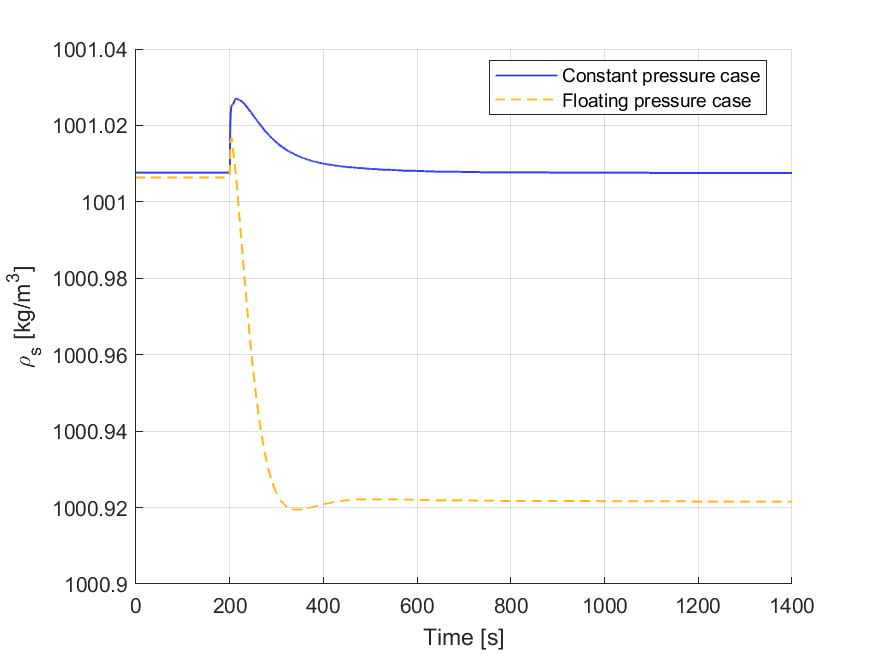 1001.04
1001.02
1001
1000.98
1000.96
1000.94
1000.92
1000.9
ρs [kg/m3]
Constant pressure case
Floating pressure case
0 200 400 600 800 1000 1200 1400
Time [s]